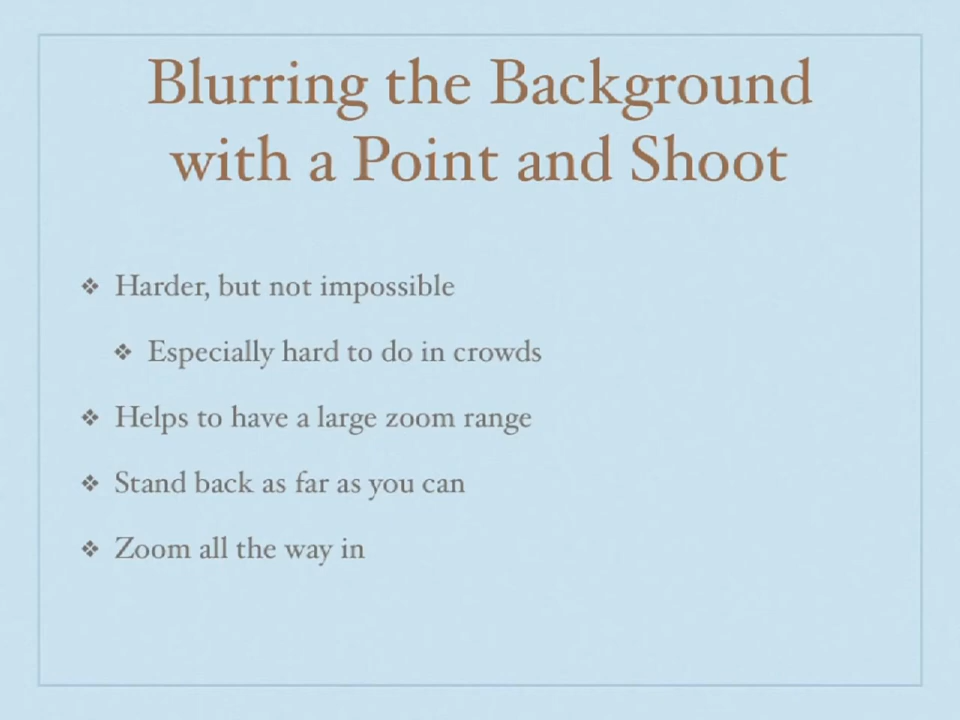 Blurring the Background
with a Point and Shoot
❖ Harder, but not impossible
❖ Especially hard to do in crowds
❖ Helps to have a large zoom range
❖ Stand back as far as you can
❖ Zoom all the way in